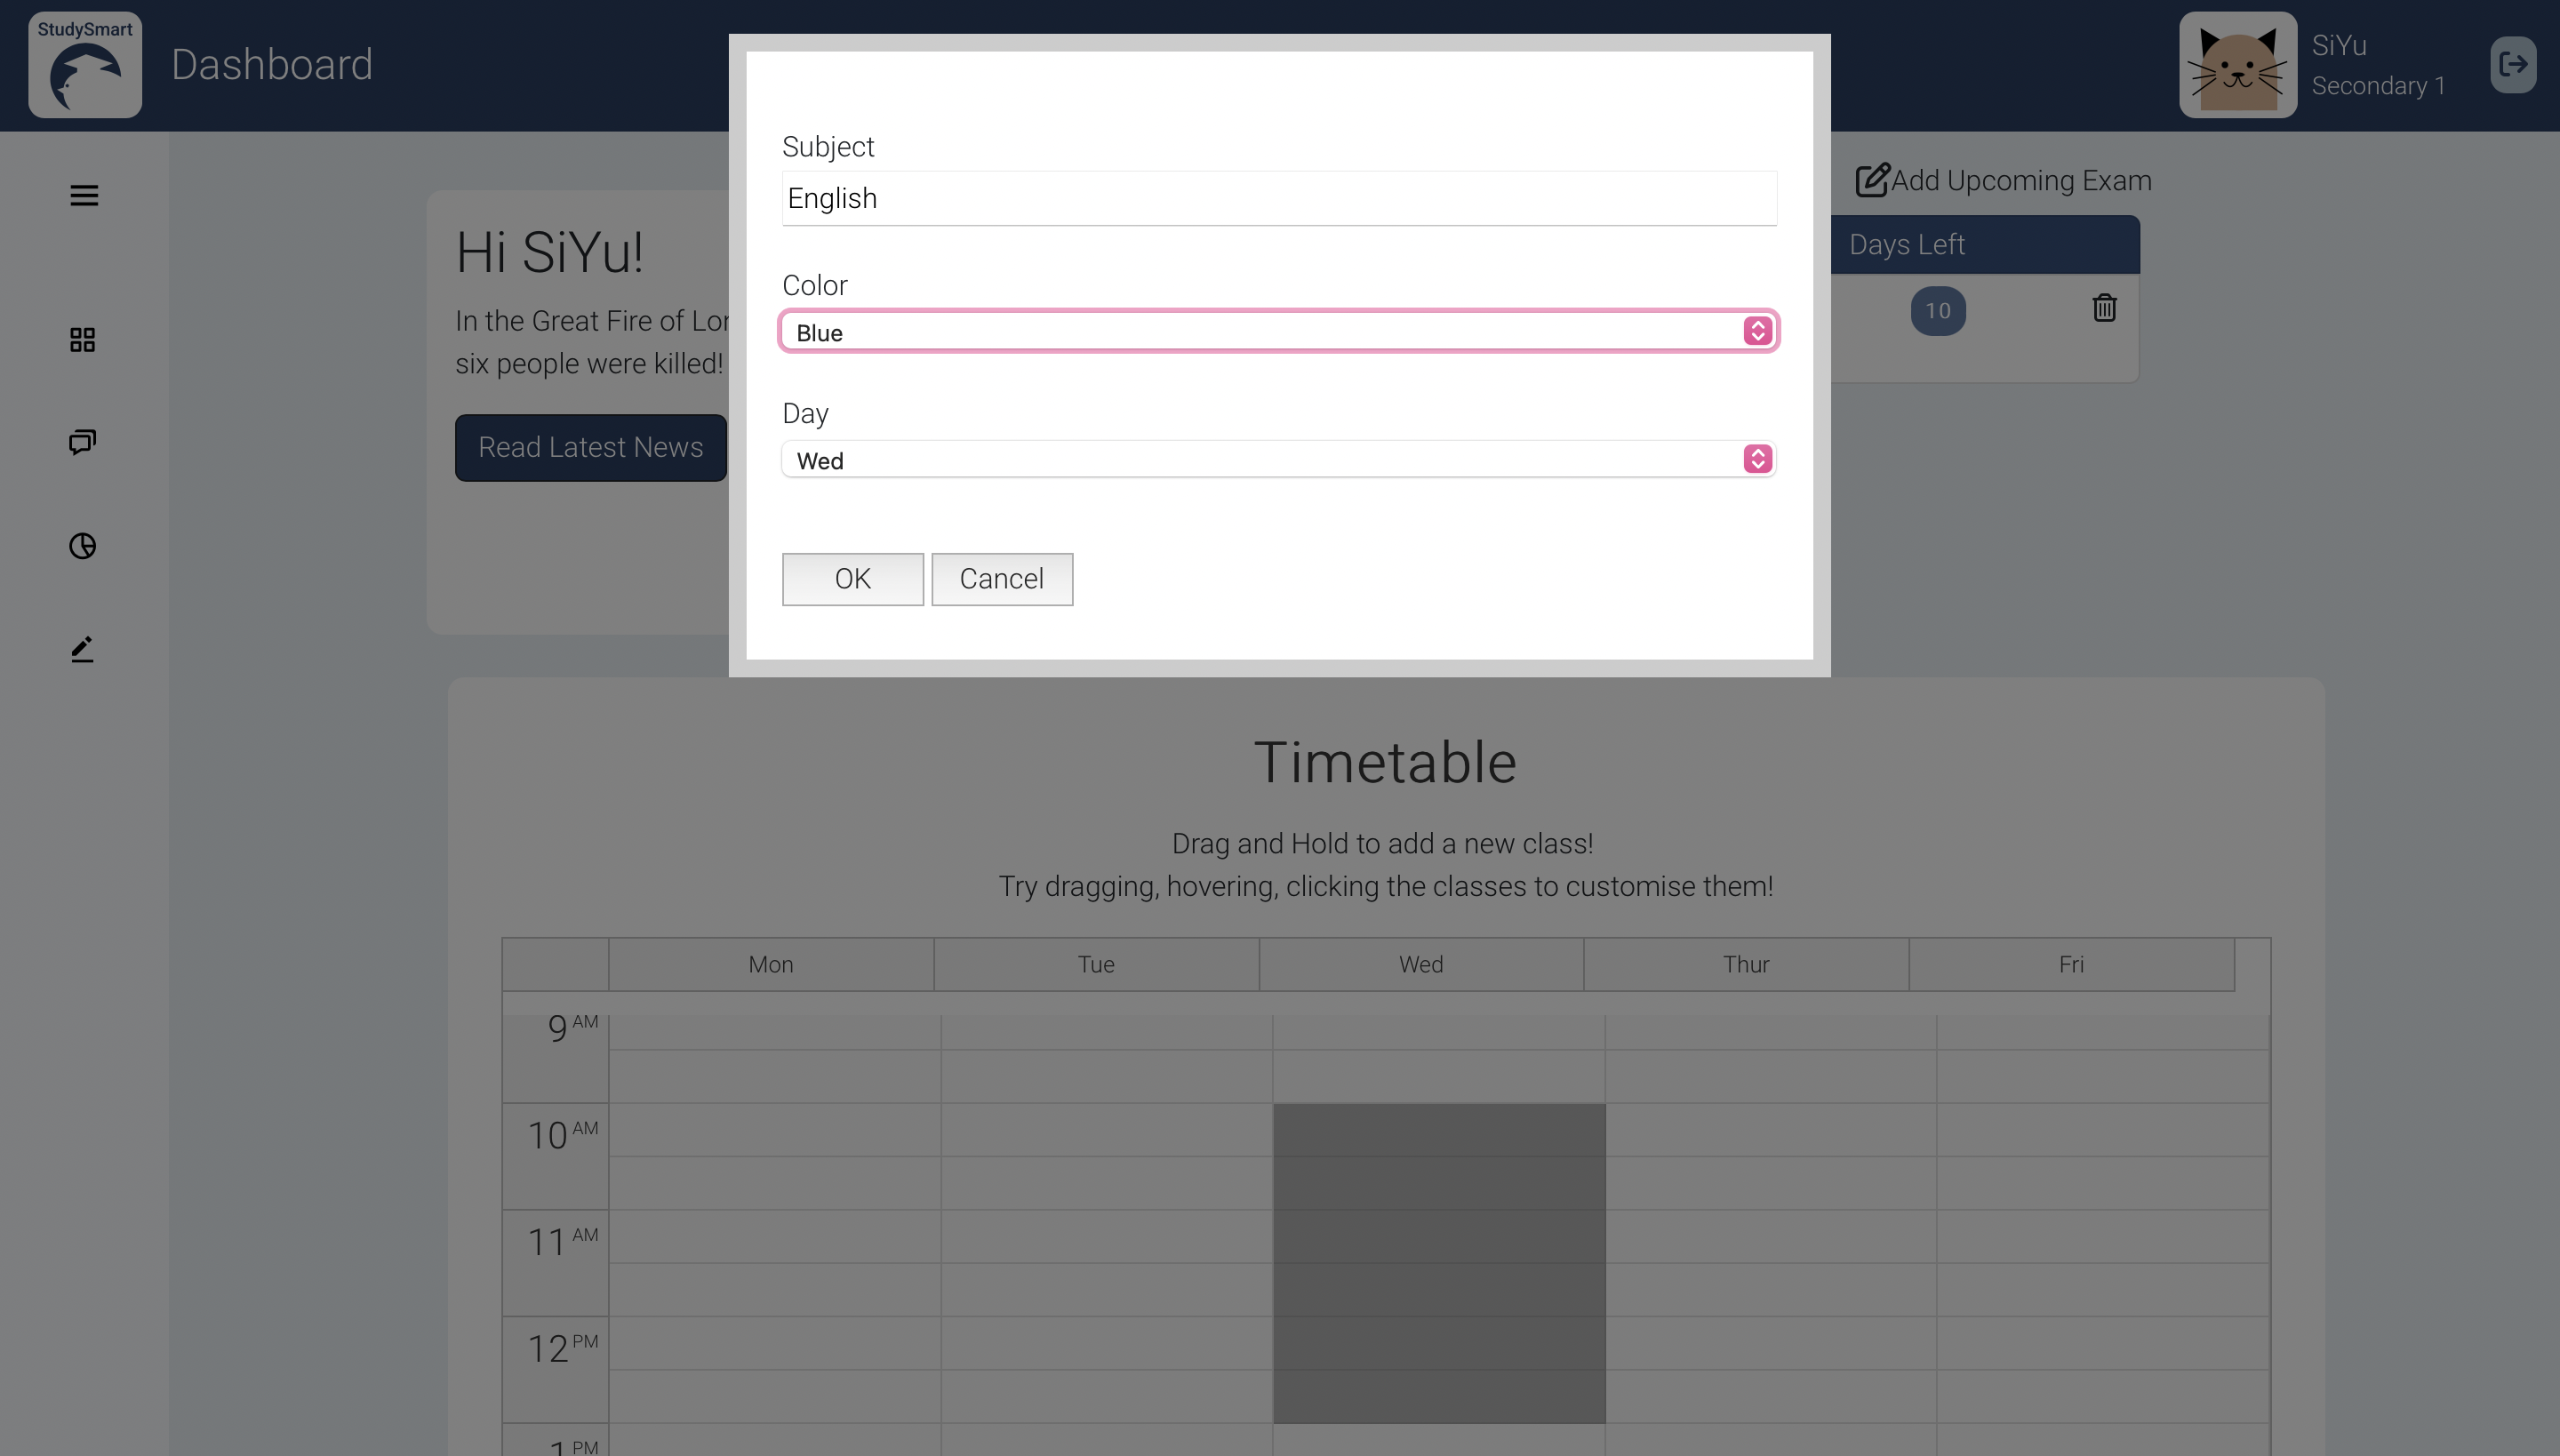 StudySmart
Dashboard
SiYu
Secondary 1
Subject
English
Color
Blue
Day
Wed
OK
Cancel
Add Upcoming Exam
Days Left
10
Hi SiYu!
In the Great Fire of
six people were killed!
Read Latest News
Timetable
Drag and Hold to add a new class!
Try dragging, hovering, clicking the classes to customise them!
Mon Tue Wed Thur Fri
9 AM
10 AM
11 AM
12 PM
1 PM